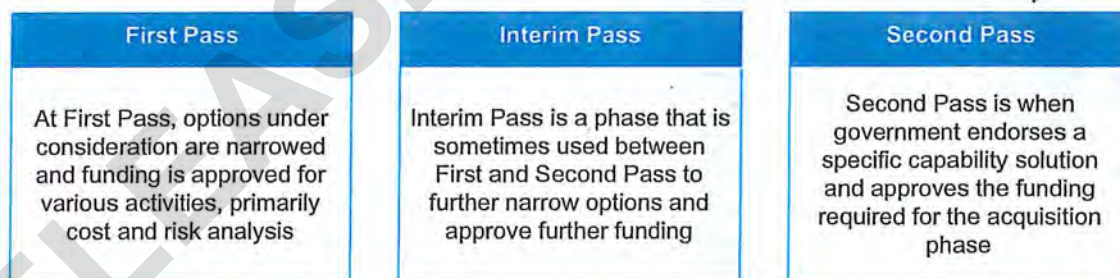 First Pass
At First Pass, options under
consideration are narrowed
and funding is approved for
various activities, primarily
cost and risk analysis
Interim Pass
Interim Pass is a phase that is
sometimes used between
First and Second Pass to
further narrow options and
approve further funding
Second Pass
Second Pass is when
government endorses a
specific capability solution
and approves the funding
required for the acquisition
phase